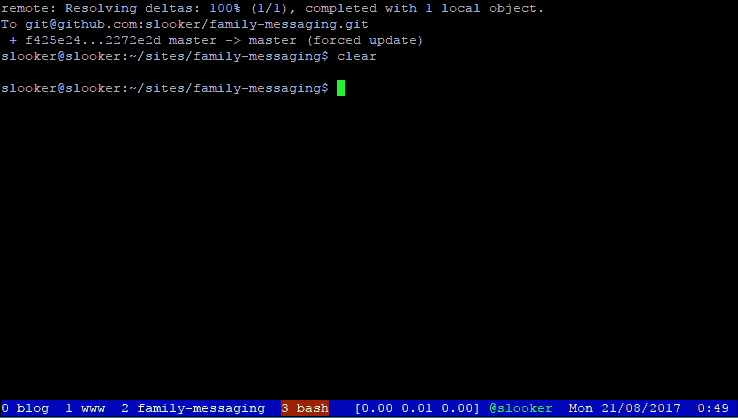 remote: Resolving deltas: 100% (1/1), completed with 1 local object.
To git@github.com:slooker/family-messaging.git
 + f425e24...2272e2d master -> master (forced update)
slooker@slooker:~/sites/family-messaging$ clear
slooker@slooker:~/sites/family-messaging$
0 blog  1 www  2 family-messaging  3 bash  [0.00 0.01 0.00] @slooker  Mon 21/08/2017  0:49